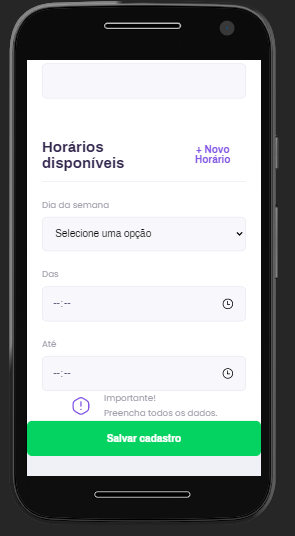 Horários
disponíveis
+ Novo
Horário
Dia da semana
Selecione uma opção
Das
--:--
Até
--:--
Importante!
Preencha todos os dados.
Salvar cadastro